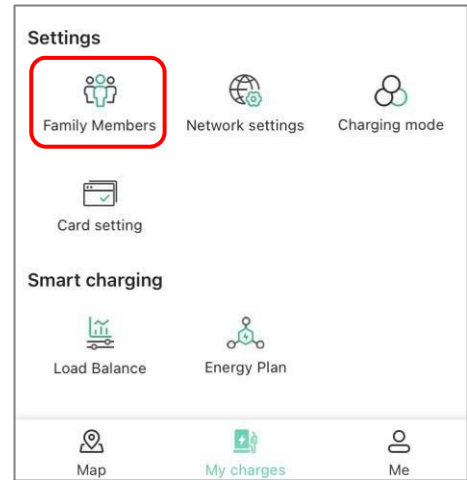 Settings
Family Members Network settings Charging mode
Card setting
Smart charging
Load Balance Energy Plan
Map My charges Me